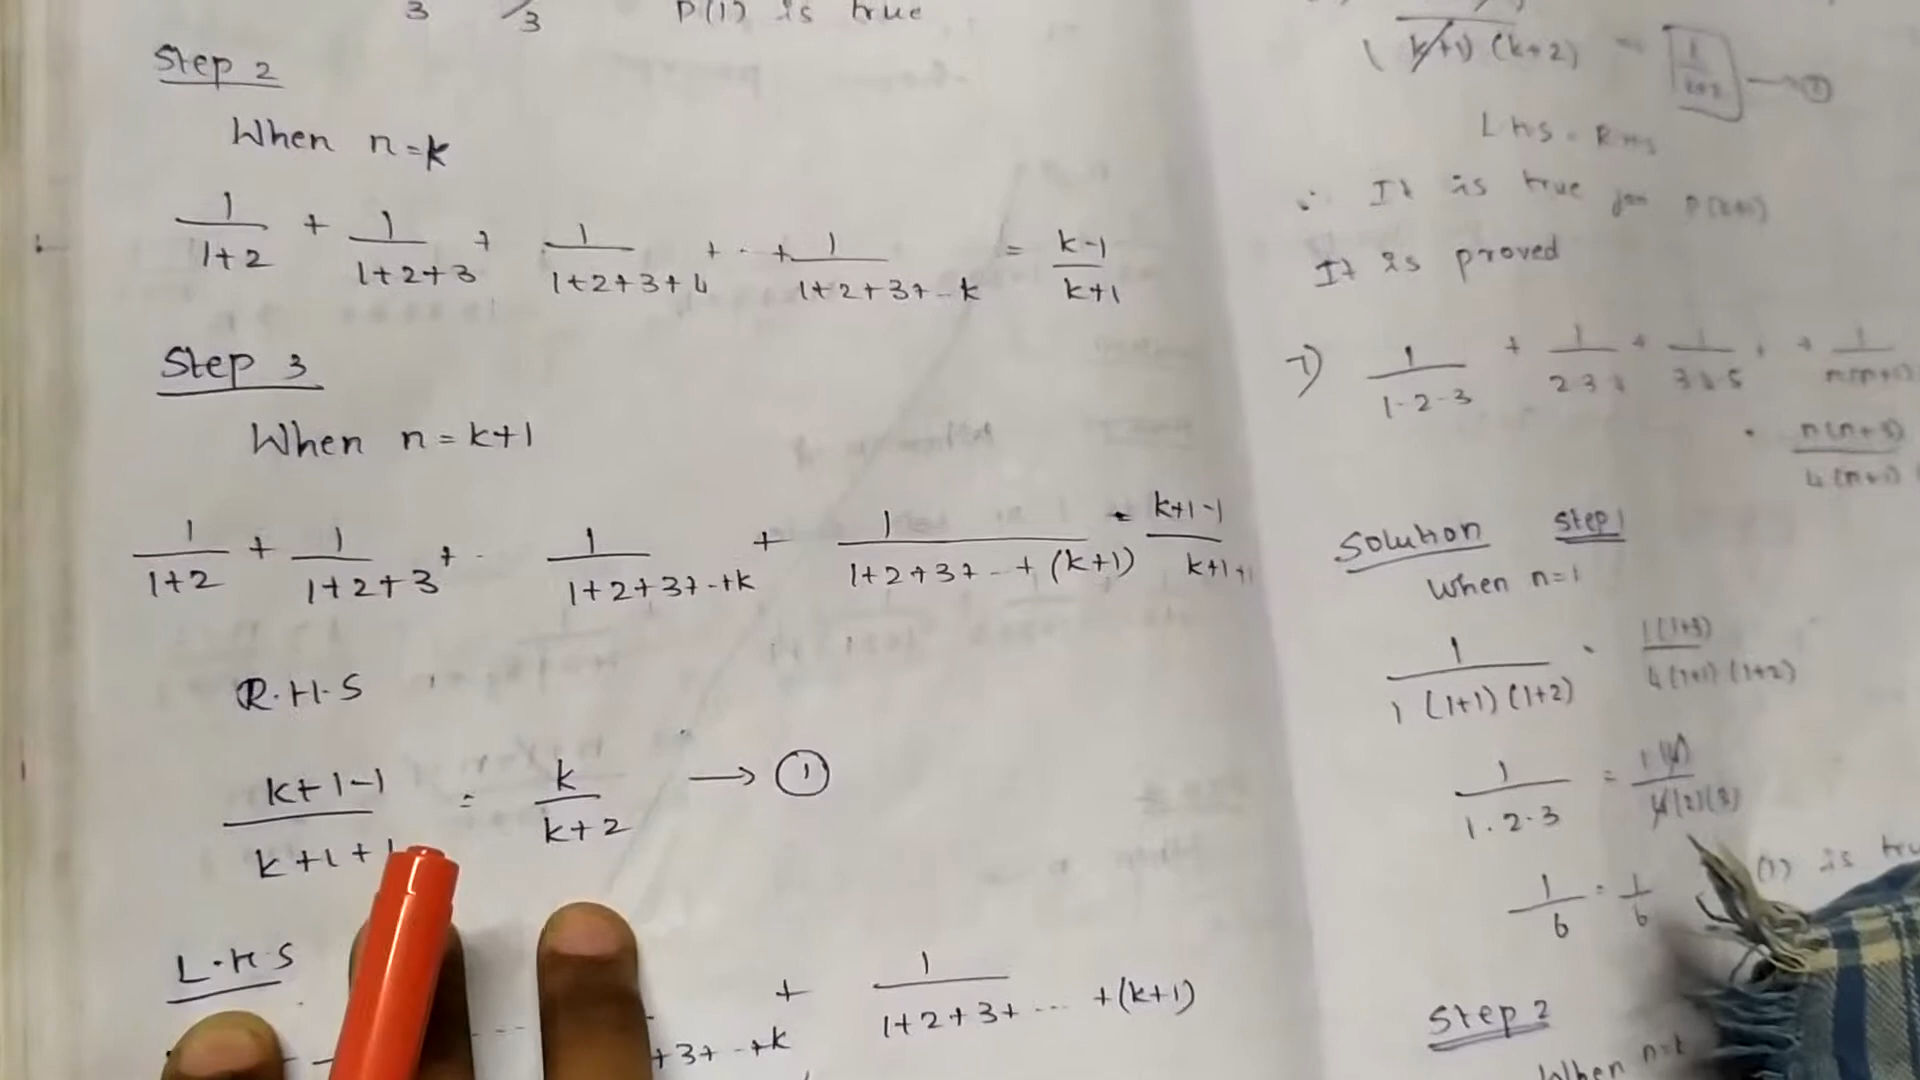 3 3 P(1) is true
Step 2
When n=k
1/(1+2) + 1/(1+2+3) + 1/(1+2+3+4) + .. + 1/(1+2+3+..k) = (k-1)/(k+1)
Step 3
When n = k+1
1/(1+2) + 1/(1+2+3) + .. 1/(1+2+3+..+k) + 1/(1+2+3+..+(k+1)) = (k+1-1)/(k+1+1)
R.H.S
(k+1-1)/(k+1+1) = k/(k+2) → ①
L.H.S
+3+..+k + 1/(1+2+3+...+(k+1))
(k+1)(k+2)
LHS = RHS
∴ It is true for P(k+1)
It is proved
7) 1/(1·2·3) + 1/(2·3·4) + 1/(3·4·5) + .. + 1/(n(n+1)
= n(n+3)/(4(n+1)
Solution Step 1
When n=1
1/(1(1+1)(1+2)) = 1(1+3)/(4(1+1)(1+2))
1/(1·2·3) = 1(4)/(4(2)(3))
1/6 = 1/6 (1) is tru
Step 2
When n=k